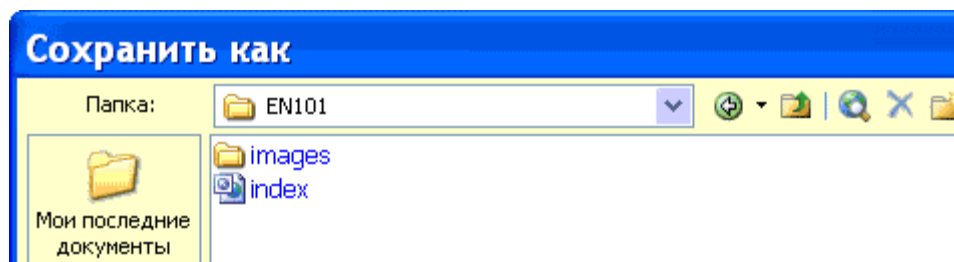 Сохранить как
Папка: EN101
images
index
Мои последние
документы